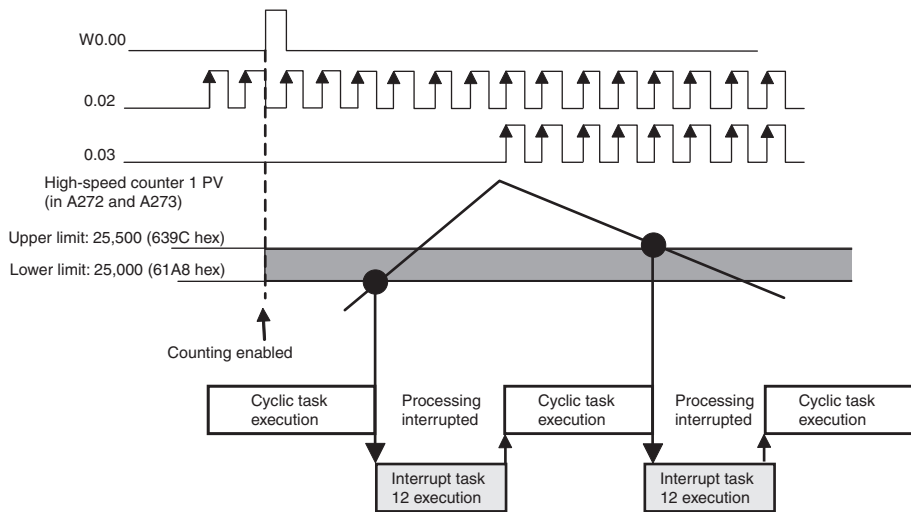 W0.00
0.02
0.03
High-speed counter 1 PV
(in A272 and A273)
Upper limit: 25,500 (639C hex)
Lower limit: 25,000 (61A8 hex)
Counting enabled
Cyclic task
execution
Processing
interrupted
Cyclic task
execution
Processing
interrupted
Cyclic task
execution
Interrupt task
12 execution
Interrupt task
12 execution